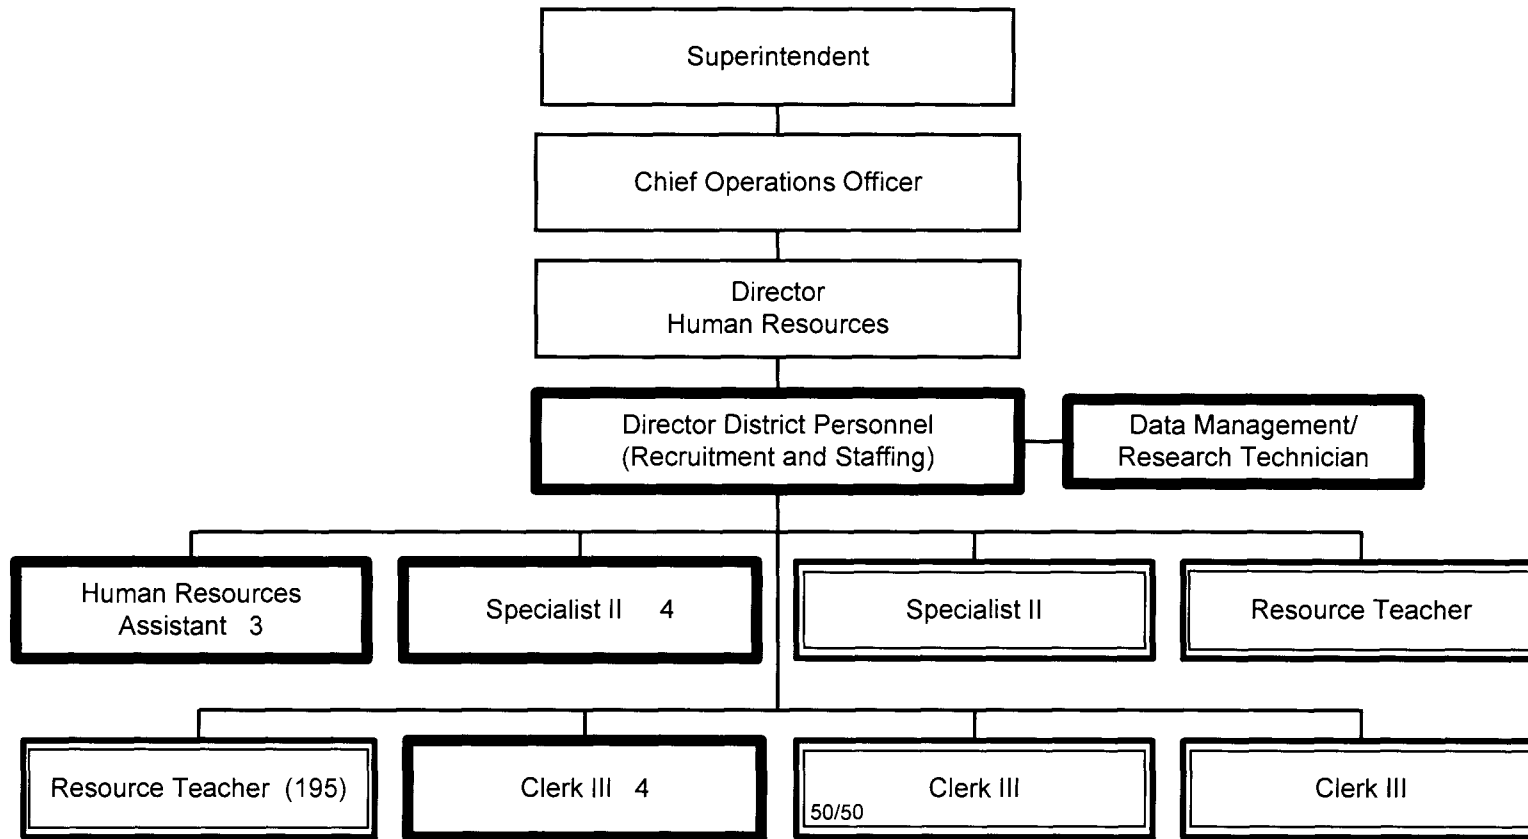 Superintendent
Chief Operations Officer
Director
Human Resources
Director District Personnel
(Recruitment and Staffing)
Data Management/
Research Technician
Human Resources
Assistant 3
Specialist II 4
Specialist II
Resource Teacher
Resource Teacher (195)
Clerk III 4
Clerk III
50/50
Clerk III